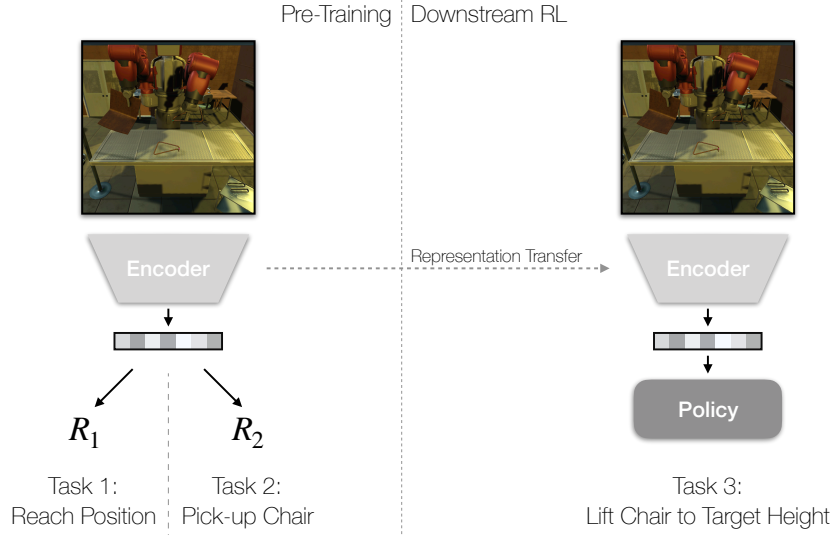 Pre-Training
Downstream RL
Encoder
Representation Transfer
Encoder
R1
R2
Policy
Task 1:
Reach Position
Task 2:
Pick-up Chair
Task 3:
Lift Chair to Target Height